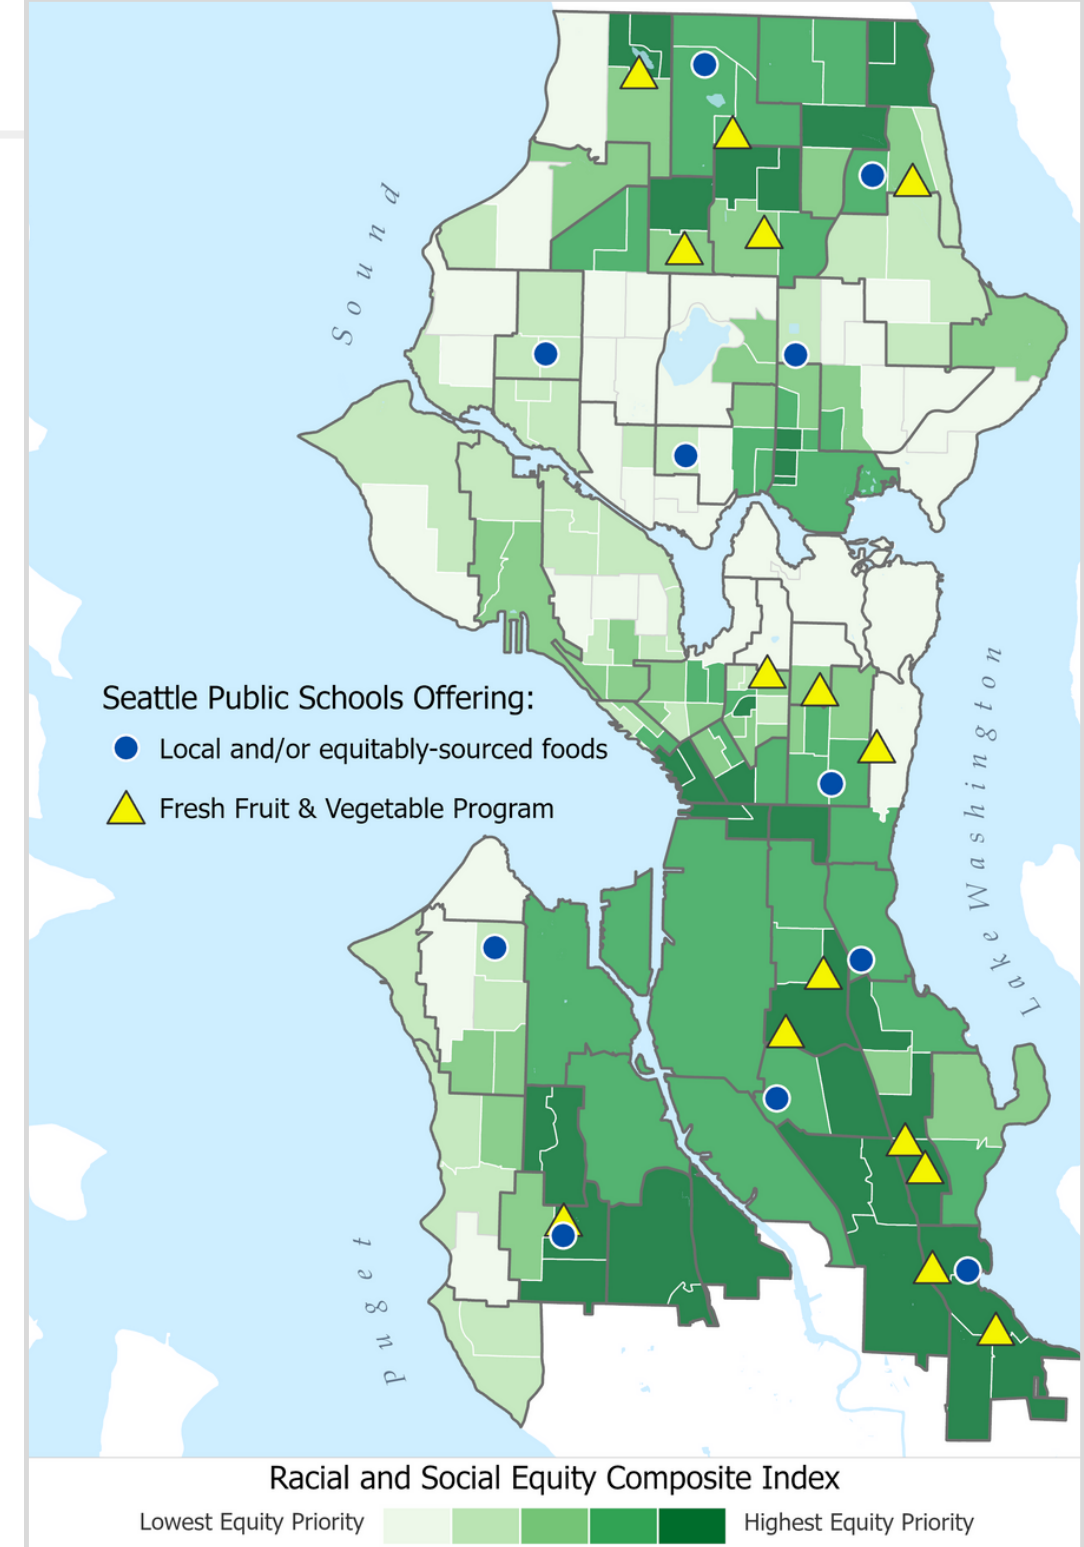 Sound
Seattle Public Schools Offering:
Local and/or equitably-sourced foods
Fresh Fruit & Vegetable Program
Lake Washington
Puget
Racial and Social Equity Composite Index
Lowest Equity Priority
Highest Equity Priority